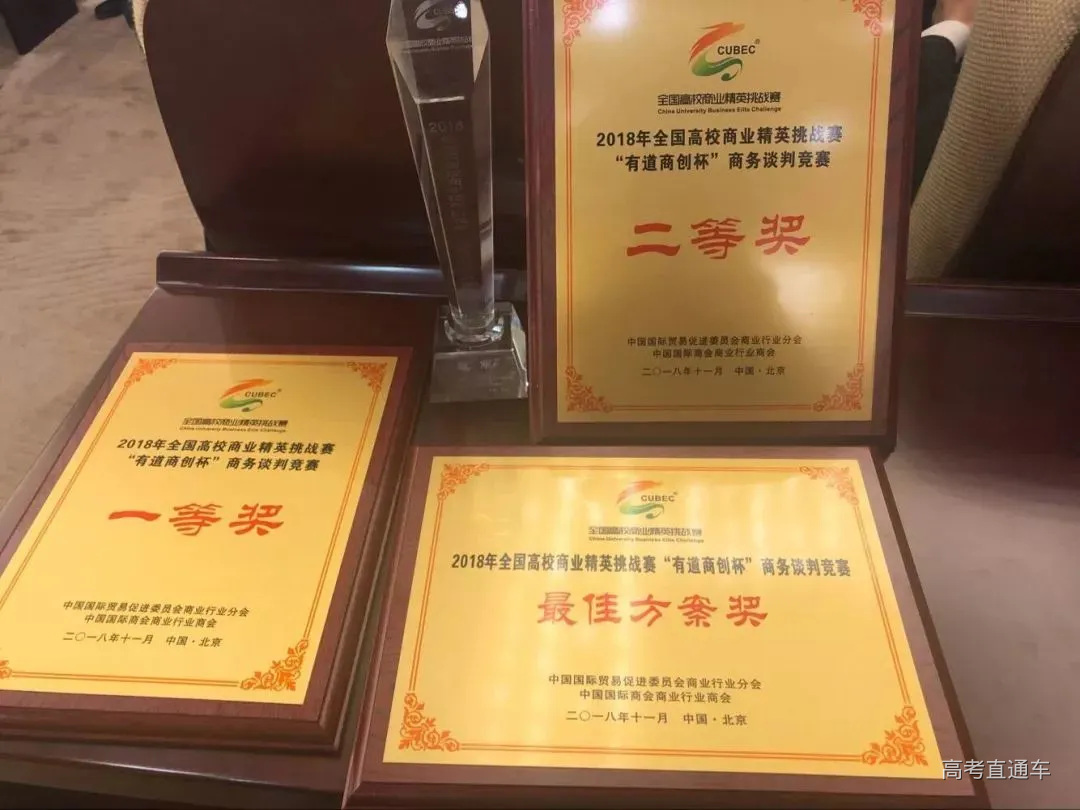 2018
CUBEC
全国高校商业精英挑战赛
China University Business Elite Challenge
2018年全国高校商业精英挑战赛
“有道商创杯”商务谈判竞赛
二等奖
中国国际贸易促进委员会商业行业分会
中国国际商会商业行业商会
二〇一八年十一月 中国·北京
CUBEC
全国高校商业精英挑战赛
China University Business Elite Challenge
2018年全国高校商业精英挑战赛
“有道商创杯”商务谈判竞赛
一等奖
中国国际贸易促进委员会商业行业分会
中国国际商会商业行业商会
二〇一八年十一月 中国·北京
CUBEC
全国高校商业精英挑战赛
China University Business Elite Challenge
2018年全国高校商业精英挑战赛“有道商创杯”商务谈判竞赛
最佳方案奖
中国国际贸易促进委员会商业行业分会
中国国际商会商业行业商会
二〇一八年十一月 中国·北京
高考直通车